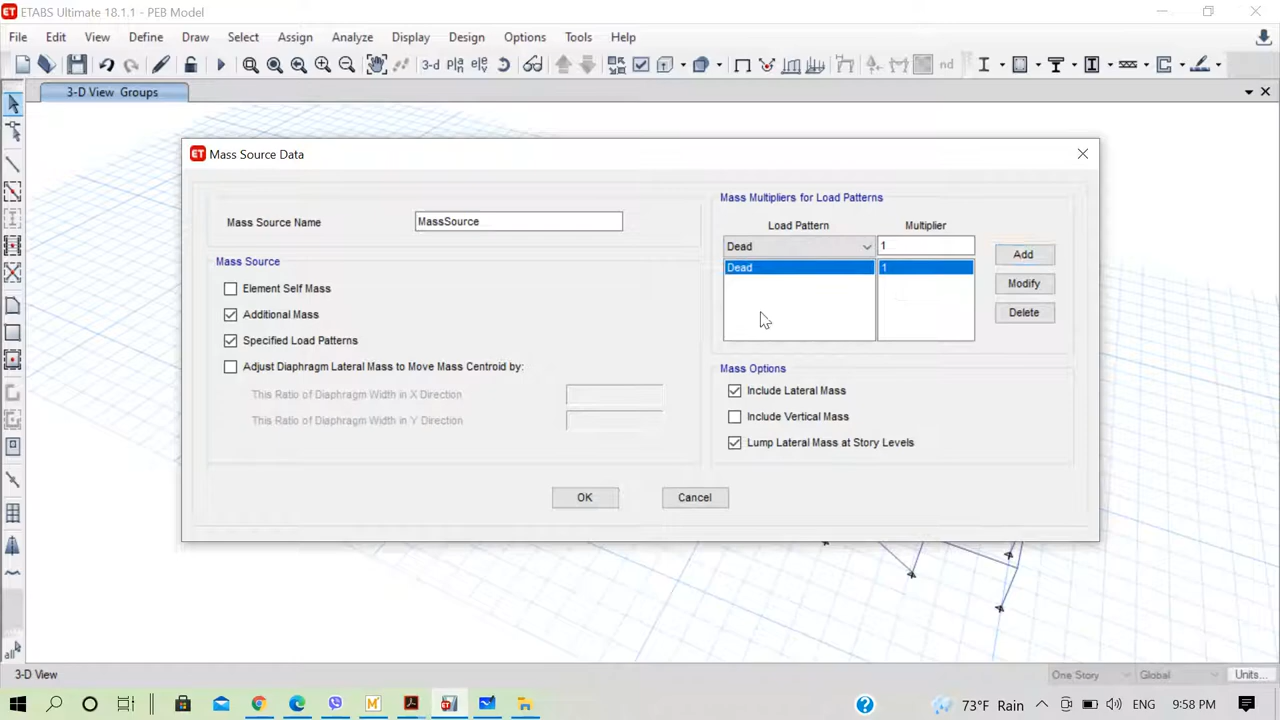 ETABS Ultimate 18.1.1 - PEB Model
File Edit View Define Draw Select Assign Analyze Display Design Options Tools Help
3-d nd
3-D View Groups
Mass Source Data
Mass Source Name MassSource
Mass Source
Element Self Mass
Additional Mass
Specified Load Patterns
Adjust Diaphragm Lateral Mass to Move Mass Centroid by:
This Ratio of Diaphragm Width in X Direction
This Ratio of Diaphragm Width in Y Direction
Mass Multipliers for Load Patterns
Load Pattern Multiplier
Dead 1 Add
Dead 1
Modify
Delete
Mass Options
Include Lateral Mass
Include Vertical Mass
Lump Lateral Mass at Story Levels
OK Cancel
all
3-D View One Story Global Units...
73°F Rain ENG 9:58 PM